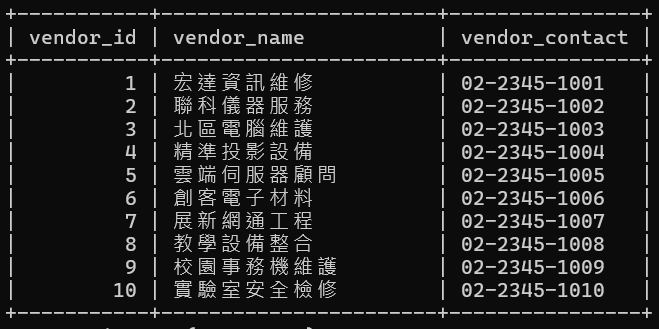 | vendor_id | vendor_name | vendor_contact |
| 1 | 宏達資訊維修 | 02-2345-1001 |
| 2 | 聯科儀器服務 | 02-2345-1002 |
| 3 | 北區電腦維護 | 02-2345-1003 |
| 4 | 精準投影設備 | 02-2345-1004 |
| 5 | 雲端伺服器顧問 | 02-2345-1005 |
| 6 | 創客電子材料 | 02-2345-1006 |
| 7 | 展新網通工程 | 02-2345-1007 |
| 8 | 教學設備整合 | 02-2345-1008 |
| 9 | 校園事務機維護 | 02-2345-1009 |
| 10 | 實驗室安全檢修 | 02-2345-1010 |